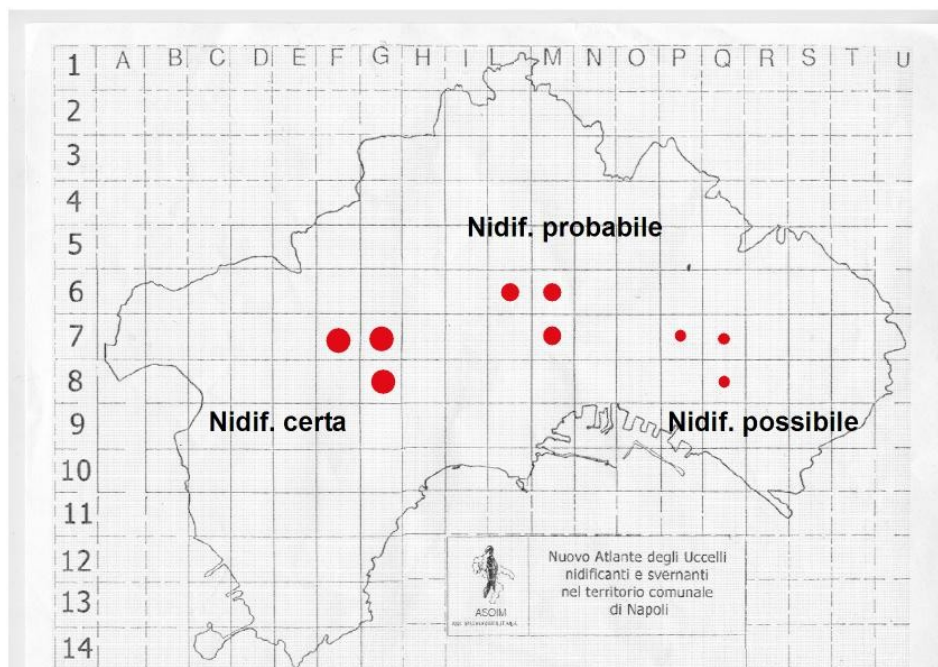 A B C D E F G H I L M N O P Q R S T U
1
2
3
4
5
Nidif. probabile
6
7
8
9
Nidif. certa
Nidif. possibile
10
11
12
13
14
Nuovo Atlante degli Uccelli
nidificanti e svernanti
nel territorio comunale
di Napoli
ASOIM